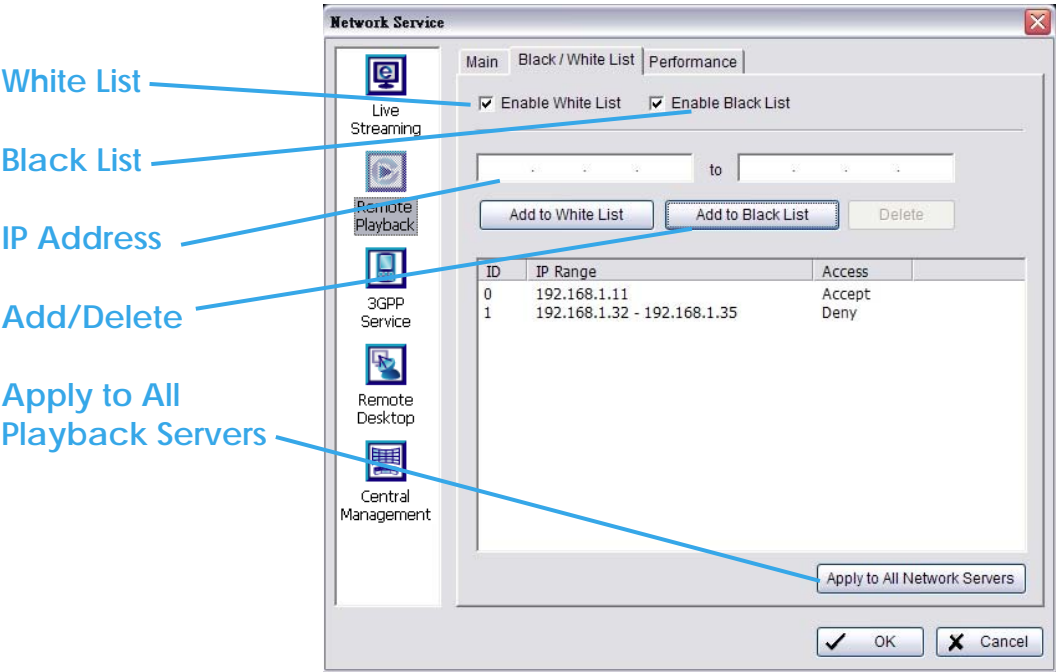 Network Service
White List
Black List
IP Address
Add/Delete
Apply to All
Playback Servers
Live
Streaming
Remote
Playback
3GPP
Service
Remote
Desktop
Central
Management
Main Black / White List Performance
Enable White List Enable Black List
. . . to . . .
Add to White List Add to Black List Delete
ID IP Range Access
0 192.168.1.11 Accept
1 192.168.1.32 - 192.168.1.35 Deny
Apply to All Network Servers
OK Cancel